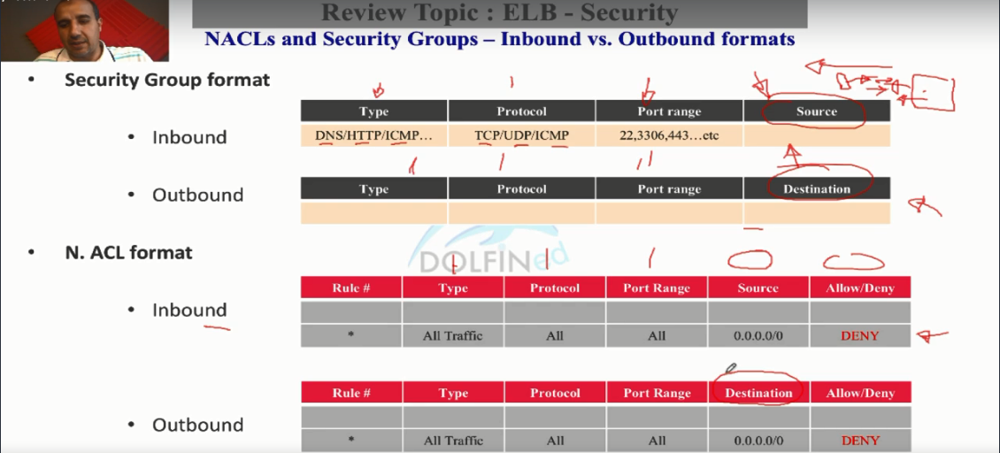 Review Topic : ELB - Security
NACLs and Security Groups – Inbound vs. Outbound formats
• Security Group format
Type Protocol Port range Source
• Inbound DNS/HTTP/ICMP... TCP/UDP/ICMP 22,3306,443...etc
Type Protocol Port range Destination
• Outbound
DOLFINed
• N. ACL format
Rule # Type Protocol Port Range Source Allow/Deny
• Inbound
* All Traffic All All 0.0.0.0/0 DENY
Rule # Type Protocol Port Range Destination Allow/Deny
• Outbound
* All Traffic All All 0.0.0.0/0 DENY